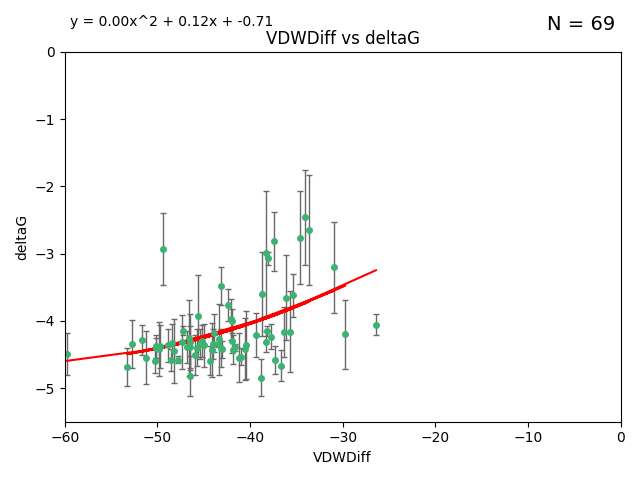 y = 0.00x^2 + 0.12x + -0.71
N = 69
VDWDiff vs deltaG
0
−1
−2
−3
−4
−5
deltaG
−60 −50 −40 −30 −20 −10 0
VDWDiff